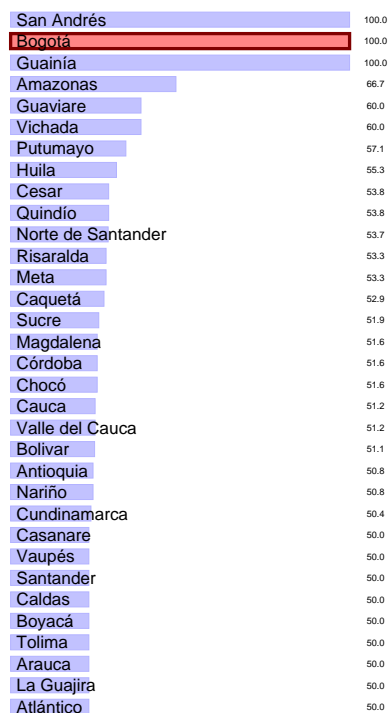 San Andrés 100.0
Bogotá 100.0
Guainía 100.0
Amazonas 66.7
Guaviare 60.0
Vichada 60.0
Putumayo 57.1
Huila 55.3
Cesar 53.8
Quindío 53.8
Norte de Santander 53.7
Risaralda 53.3
Meta 53.3
Caquetá 52.9
Sucre 51.9
Magdalena 51.6
Córdoba 51.6
Chocó 51.6
Cauca 51.2
Valle del Cauca 51.2
Bolivar 51.1
Antioquia 50.8
Nariño 50.8
Cundinamarca 50.4
Casanare 50.0
Vaupés 50.0
Santander 50.0
Caldas 50.0
Boyacá 50.0
Tolima 50.0
Arauca 50.0
La Guajira 50.0
Atlántico 50.0